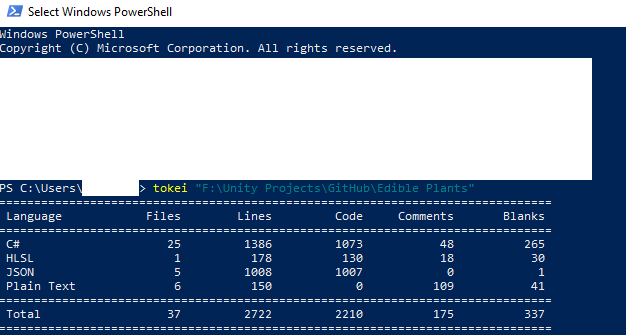 Select Windows PowerShell
Windows PowerShell
Copyright (C) Microsoft Corporation. All rights reserved.
PS C:\Users\ > tokei "F:\Unity Projects\GitHub\Edible Plants"
===============================================================================
Language Files Lines Code Comments Blanks
===============================================================================
C# 25 1386 1073 48 265
HLSL 1 178 130 18 30
JSON 5 1008 1007 0 1
Plain Text 6 150 0 109 41
===============================================================================
Total 37 2722 2210 175 337
===============================================================================